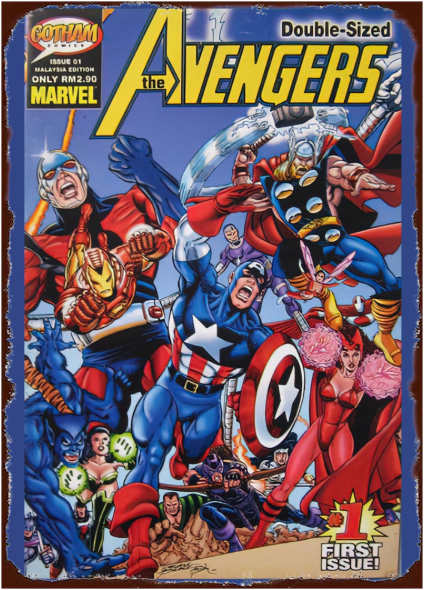 GOTHAM
COMICS
ISSUE 01
MALAYSIA EDITION
ONLY RM2.90
MARVEL
Double-Sized
the AVENGERS
#1
FIRST
ISSUE!